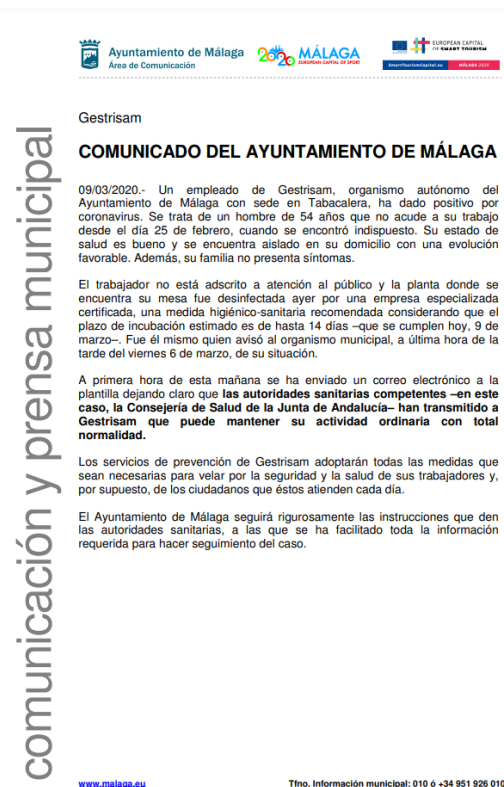 Ayuntamiento de Málaga
Área de Comunicación
2020 MÁLAGA
EUROPEAN CAPITAL OF SPORT
EUROPEAN CAPITAL
OF SMART TOURISM
SmartTourismCapital.eu MÁLAGA 2020
comunicación y prensa municipal
Gestrisam
COMUNICADO DEL AYUNTAMIENTO DE MÁLAGA
09/03/2020.- Un empleado de Gestrisam, organismo autónomo del
Ayuntamiento de Málaga con sede en Tabacalera, ha dado positivo por
coronavirus. Se trata de un hombre de 54 años que no acude a su trabajo
desde el día 25 de febrero, cuando se encontró indispuesto. Su estado de
salud es bueno y se encuentra aislado en su domicilio con una evolución
favorable. Además, su familia no presenta síntomas.
El trabajador no está adscrito a atención al público y la planta donde se
encuentra su mesa fue desinfectada ayer por una empresa especializada
certificada, una medida higiénico-sanitaria recomendada considerando que el
plazo de incubación estimado es de hasta 14 días –que se cumplen hoy, 9 de
marzo–. Fue él mismo quien avisó al organismo municipal, a última hora de la
tarde del viernes 6 de marzo, de su situación.
A primera hora de esta mañana se ha enviado un correo electrónico a la
plantilla dejando claro que las autoridades sanitarias competentes –en este
caso, la Consejería de Salud de la Junta de Andalucía– han transmitido a
Gestrisam que puede mantener su actividad ordinaria con total
normalidad.
Los servicios de prevención de Gestrisam adoptarán todas las medidas que
sean necesarias para velar por la seguridad y la salud de sus trabajadores y,
por supuesto, de los ciudadanos que éstos atienden cada día.
El Ayuntamiento de Málaga seguirá rigurosamente las instrucciones que den
las autoridades sanitarias, a las que se ha facilitado toda la información
requerida para hacer seguimiento del caso.
www.malaga.eu Tfno. Información municipal: 010 ó +34 951 926 010